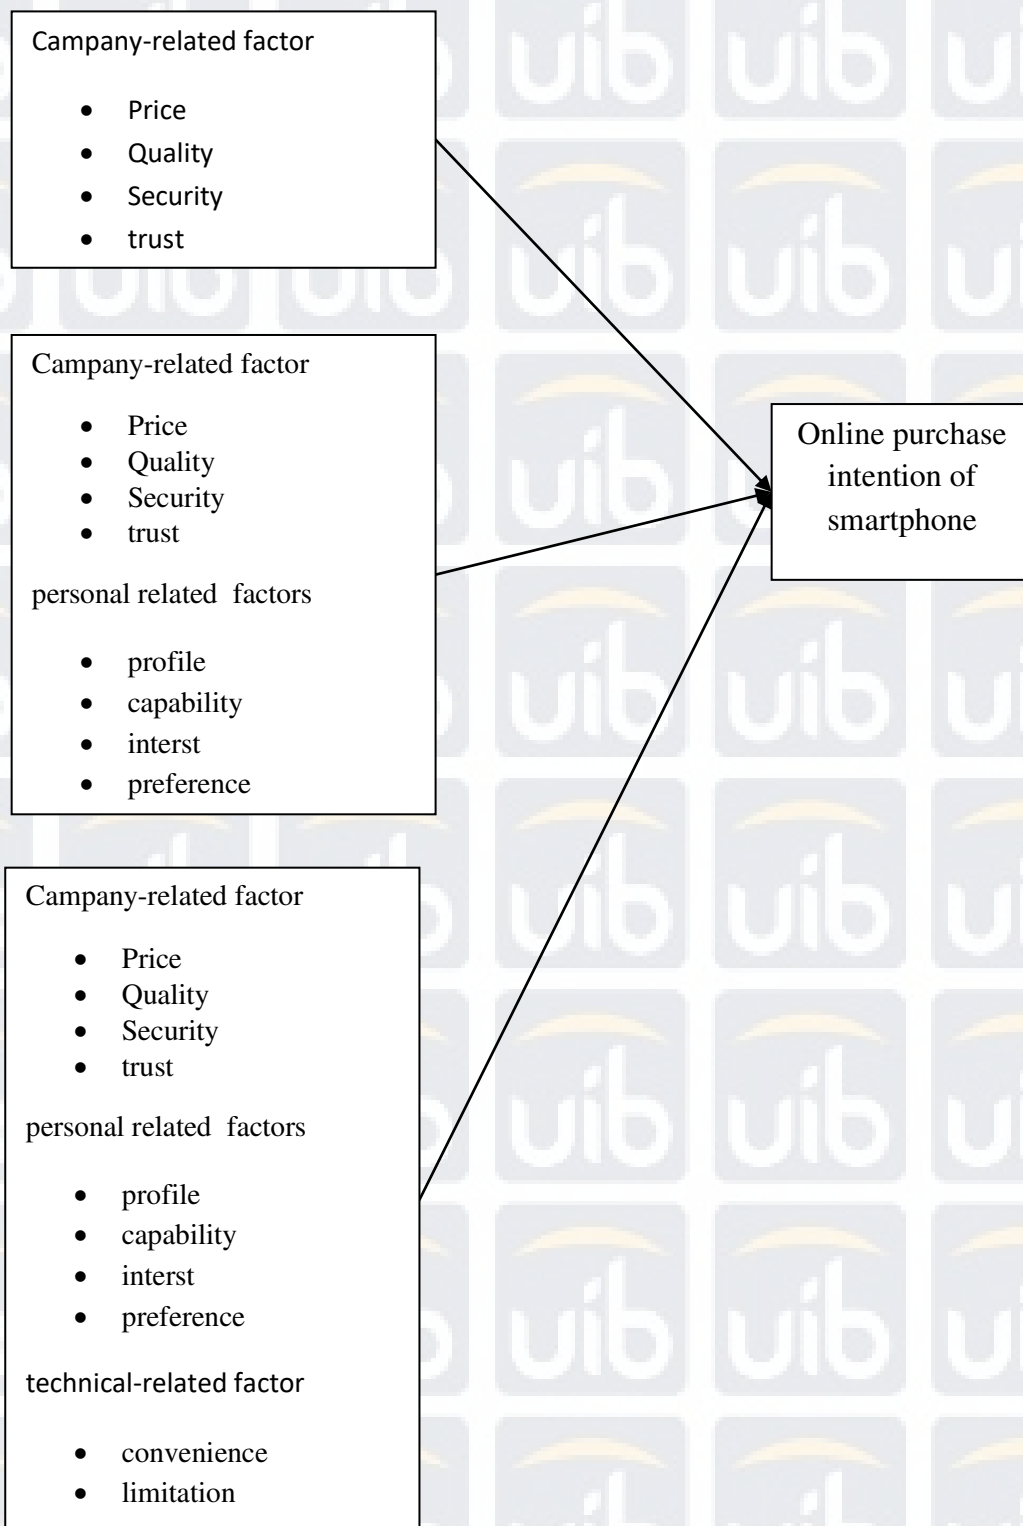 Campany-related factor
• Price
• Quality
• Security
• trust
Campany-related factor
• Price
• Quality
• Security
• trust
personal related  factors
• profile
• capability
• interst
• preference
Online purchase
intention of
smartphone
Campany-related factor
• Price
• Quality
• Security
• trust
personal related  factors
• profile
• capability
• interst
• preference
technical-related factor
• convenience
• limitation
uib